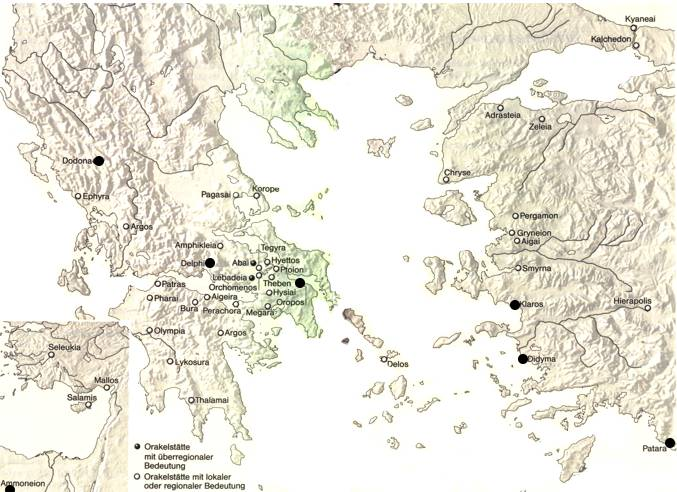 Kyaneai
Kalchedon
Adrasteia
Zeleia
Dodona
Chryse
Ephyra
Pagasai
Korope
Argos
Pergamon
Gryneion
Aigai
Amphikleia
Tegyra
Abai
Hyettos
Delphi
Ptoion
Smyrna
Lebadeia
Theben
Orchomenos
Patras
Hysiai
Pharai
Aigeira
Oropos
Bura
Perachora
Megara
Klaros
Hierapolis
Olympia
Argos
Seleukia
Delos
Didyma
Lykosura
Mallos
Salamis
Thalamai
Orakelstätte
mit überregionaler
Bedeutung
Patara
Orakelstätte mit lokaler
oder regionaler Bedeutung
Ammoneion